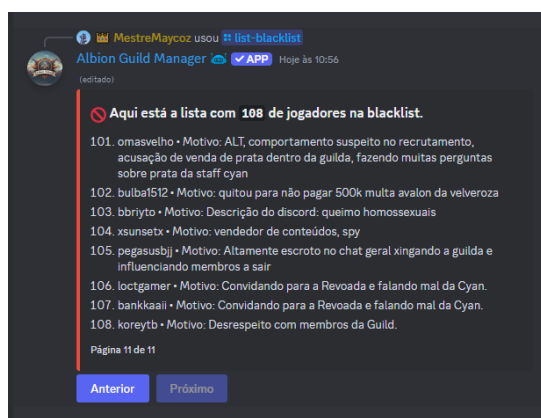 MestreMaycoz usou list-blacklist
Albion Guild Manager APP Hoje às 10:56
(editado)
Aqui está a lista com 108 de jogadores na blacklist.
101. omasvelho • Motivo: ALT, comportamento suspeito no recrutamento,
acusação de venda de prata dentro da guilda, fazendo muitas perguntas
sobre prata da staff cyan
102. bulba1512 • Motivo: quitou para não pagar 500k multa avalon da velveroza
103. bbriyto • Motivo: Descrição do discord: queimo homossexuais
104. xsunsetx • Motivo: vendedor de conteúdos, spy
105. pegasusbjj • Motivo: Altamente escroto no chat geral xingando a guilda e
influenciando membros a sair
106. loctgamer • Motivo: Convidando para a Revoada e falando mal da Cyan.
107. bankkaaii • Motivo: Convidando para a Revoada e falando mal da Cyan.
108. koreytb • Motivo: Desrespeito com membros da Guild.
Página 11 de 11
Anterior Próximo